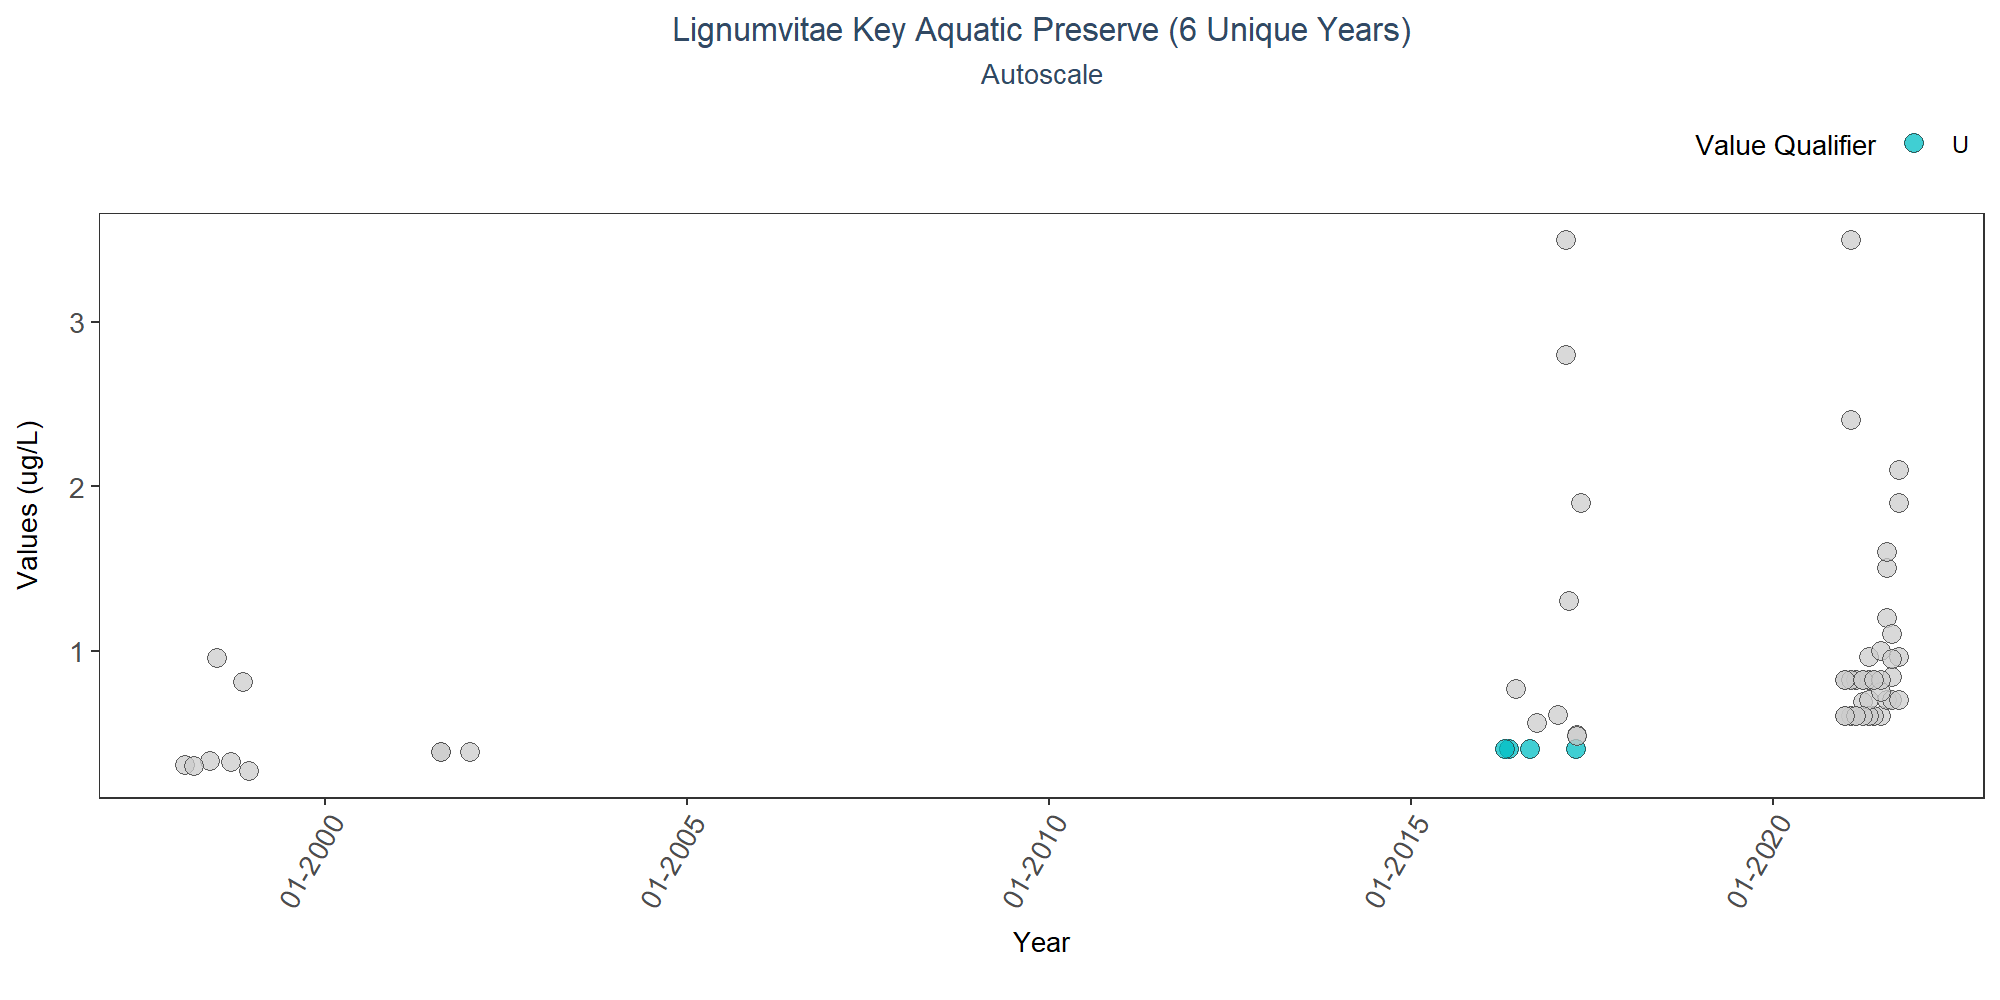 Lignumvitae Key Aquatic Preserve (6 Unique Years)
Autoscale
Value Qualifier U
Values (ug/L)
3
2
1
01-2000 01-2005 01-2010 01-2015 01-2020
Year